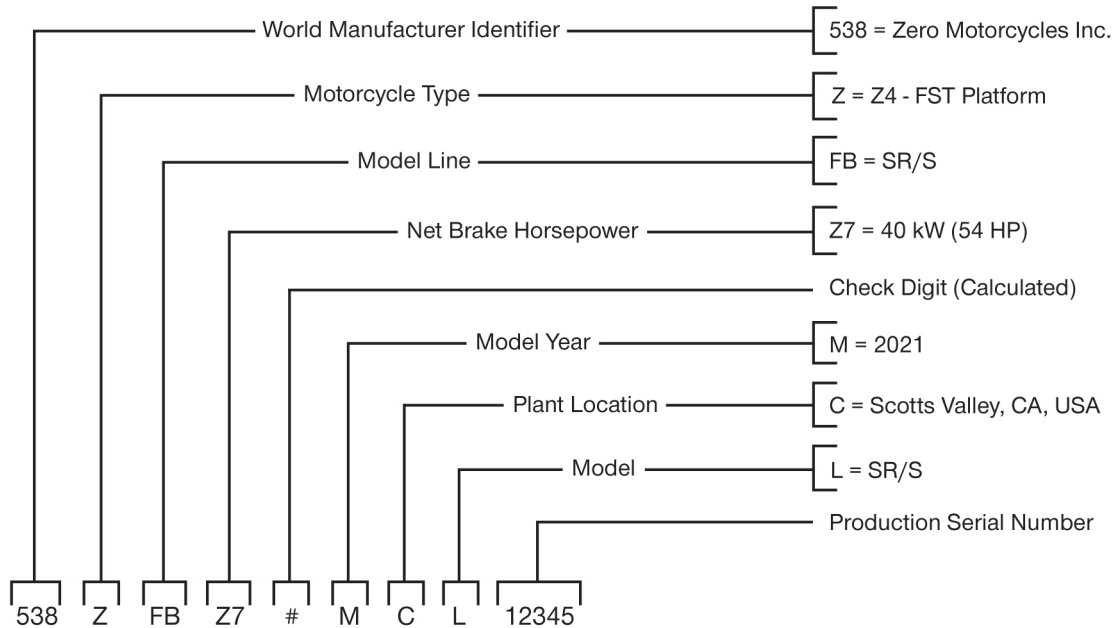 World Manufacturer Identifier 538 = Zero Motorcycles Inc.
Motorcycle Type Z = Z4 - FST Platform
Model Line FB = SR/S
Net Brake Horsepower Z7 = 40 kW (54 HP)
Check Digit (Calculated)
Model Year M = 2021
Plant Location C = Scotts Valley, CA, USA
Model L = SR/S
Production Serial Number
538 Z FB Z7 # M C L 12345